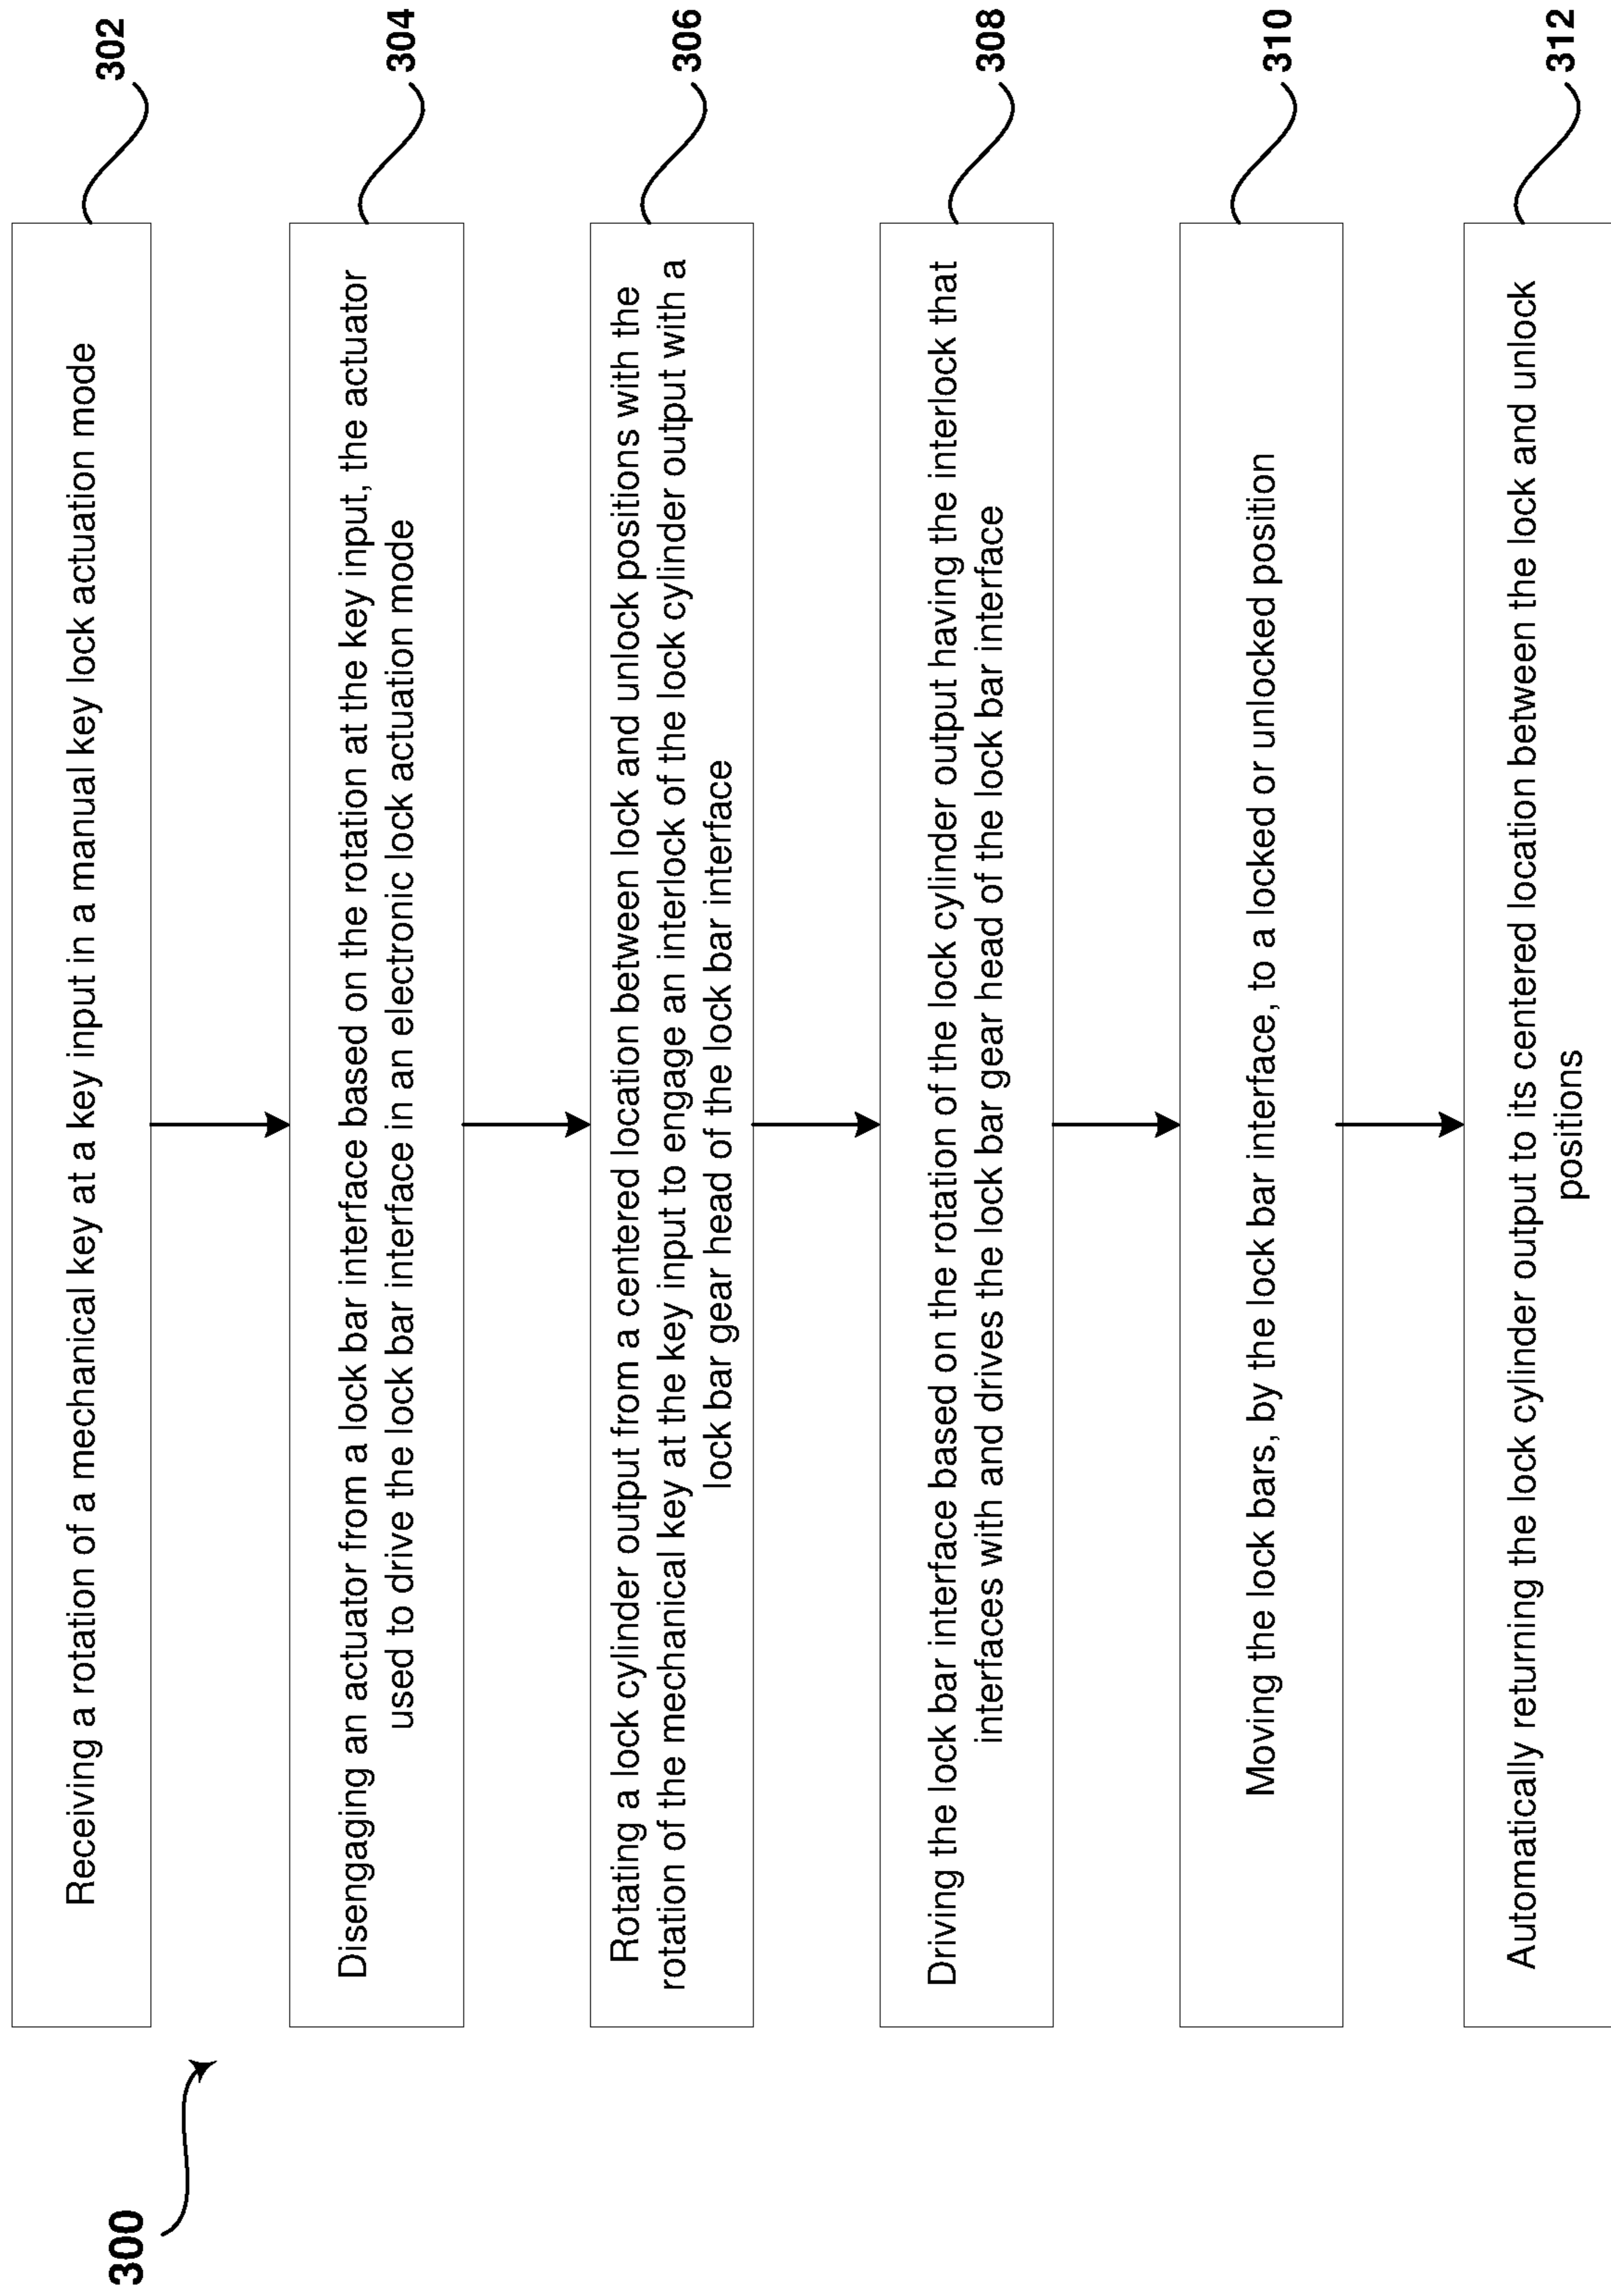 300
Receiving a rotation of a mechanical key at a key input in a manual key lock actuation mode
302
Disengaging an actuator from a lock bar interface based on the rotation at the key input, the actuator
used to drive the lock bar interface in an electronic lock actuation mode
304
Rotating a lock cylinder output from a centered location between lock and unlock positions with the
rotation of the mechanical key at the key input to engage an interlock of the lock cylinder output with a
lock bar gear head of the lock bar interface
306
Driving the lock bar interface based on the rotation of the lock cylinder output having the interlock that
interfaces with and drives the lock bar gear head of the lock bar interface
308
Moving the lock bars, by the lock bar interface, to a locked or unlocked position
310
Automatically returning the lock cylinder output to its centered location between the lock and unlock
positions
312